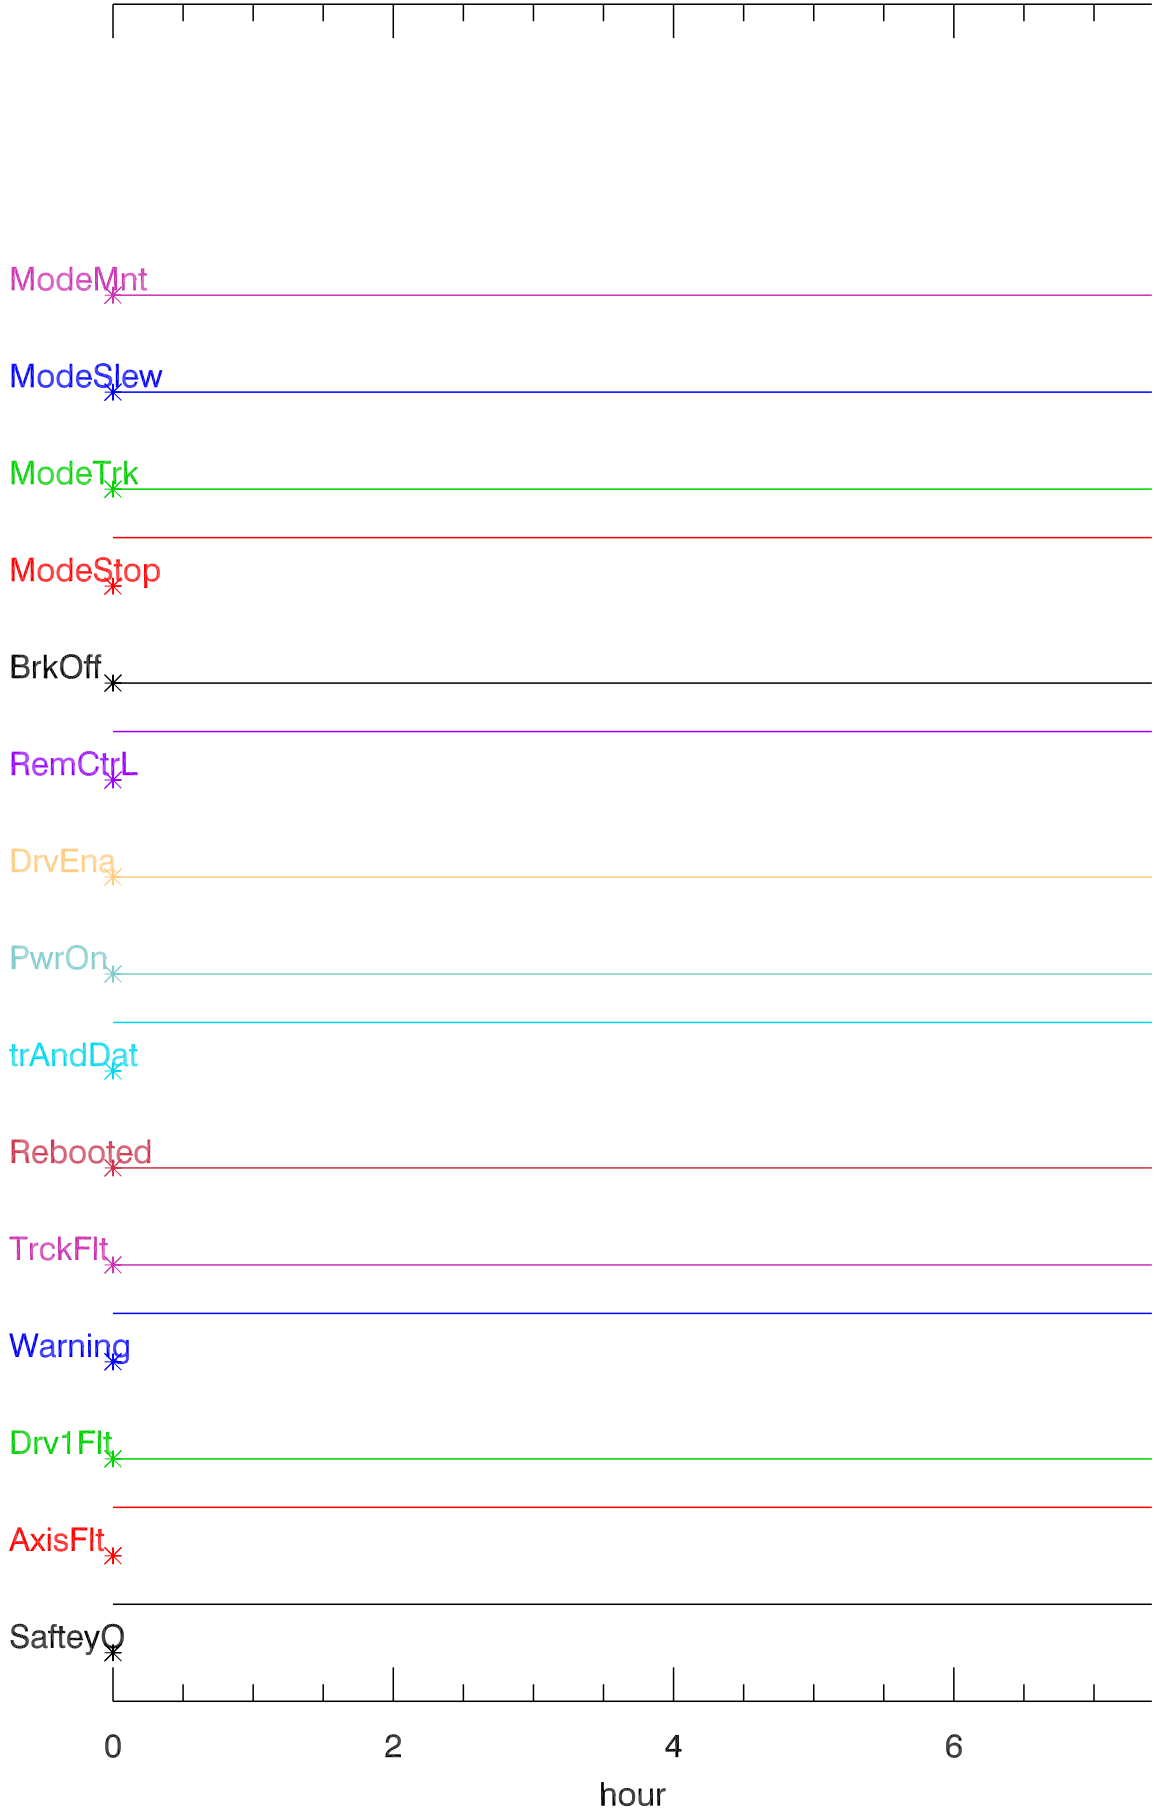 ModeMnt
ModeSlew
ModeTrk
ModeStop
BrkOff
RemCtrL
DrvEna
PwrOn
trAndDat
Rebooted
TrckFlt
Warning
Drv1Flt
AxisFlt
SafteyO
0 2 4 6
hour